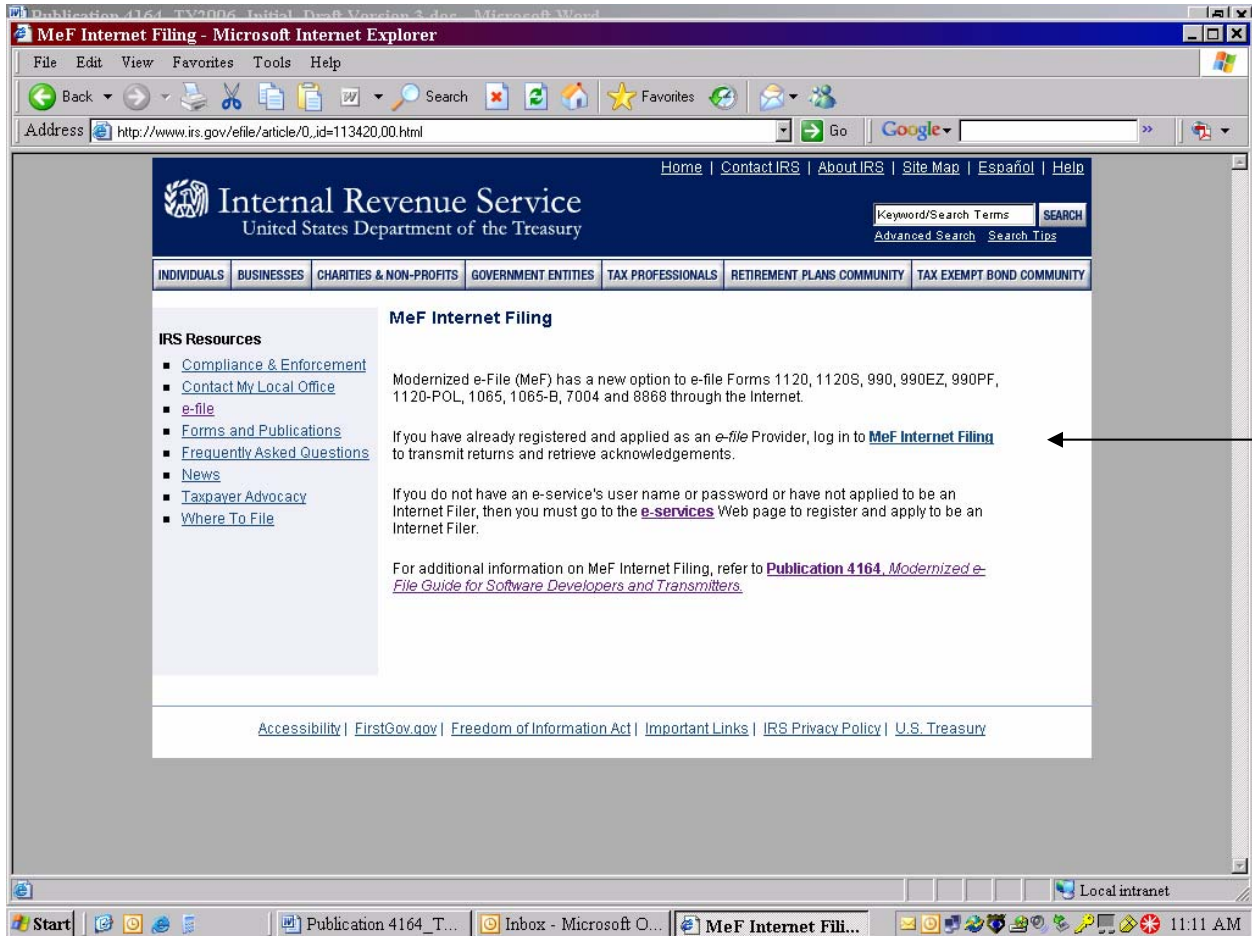 Publication 4164_TY2006_Initial_Draft Version 3.doc - Microsoft Word
MeF Internet Filing - Microsoft Internet Explorer
File Edit View Favorites Tools Help
Back Search Favorites
Address http://www.irs.gov/efile/article/0,,id=113420,00.html Go Google
Home | Contact IRS | About IRS | Site Map | Español | Help
Internal Revenue Service
United States Department of the Treasury
Keyword/Search Terms SEARCH
Advanced Search Search Tips
INDIVIDUALS BUSINESSES CHARITIES & NON-PROFITS GOVERNMENT ENTITIES TAX PROFESSIONALS RETIREMENT PLANS COMMUNITY TAX EXEMPT BOND COMMUNITY
IRS Resources
Compliance & Enforcement
Contact My Local Office
e-file
Forms and Publications
Frequently Asked Questions
News
Taxpayer Advocacy
Where To File
MeF Internet Filing
Modernized e-File (MeF) has a new option to e-file Forms 1120, 1120S, 990, 990EZ, 990PF,
1120-POL, 1065, 1065-B, 7004 and 8868 through the Internet.
If you have already registered and applied as an e-file Provider, log in to MeF Internet Filing
to transmit returns and retrieve acknowledgements.
If you do not have an e-service's user name or password or have not applied to be an
Internet Filer, then you must go to the e-services Web page to register and apply to be an
Internet Filer.
For additional information on MeF Internet Filing, refer to Publication 4164, Modernized e-
File Guide for Software Developers and Transmitters.
Accessibility | FirstGov.gov | Freedom of Information Act | Important Links | IRS Privacy Policy | U.S. Treasury
Local intranet
Start Publication 4164_T... Inbox - Microsoft O... MeF Internet Fili... 11:11 AM